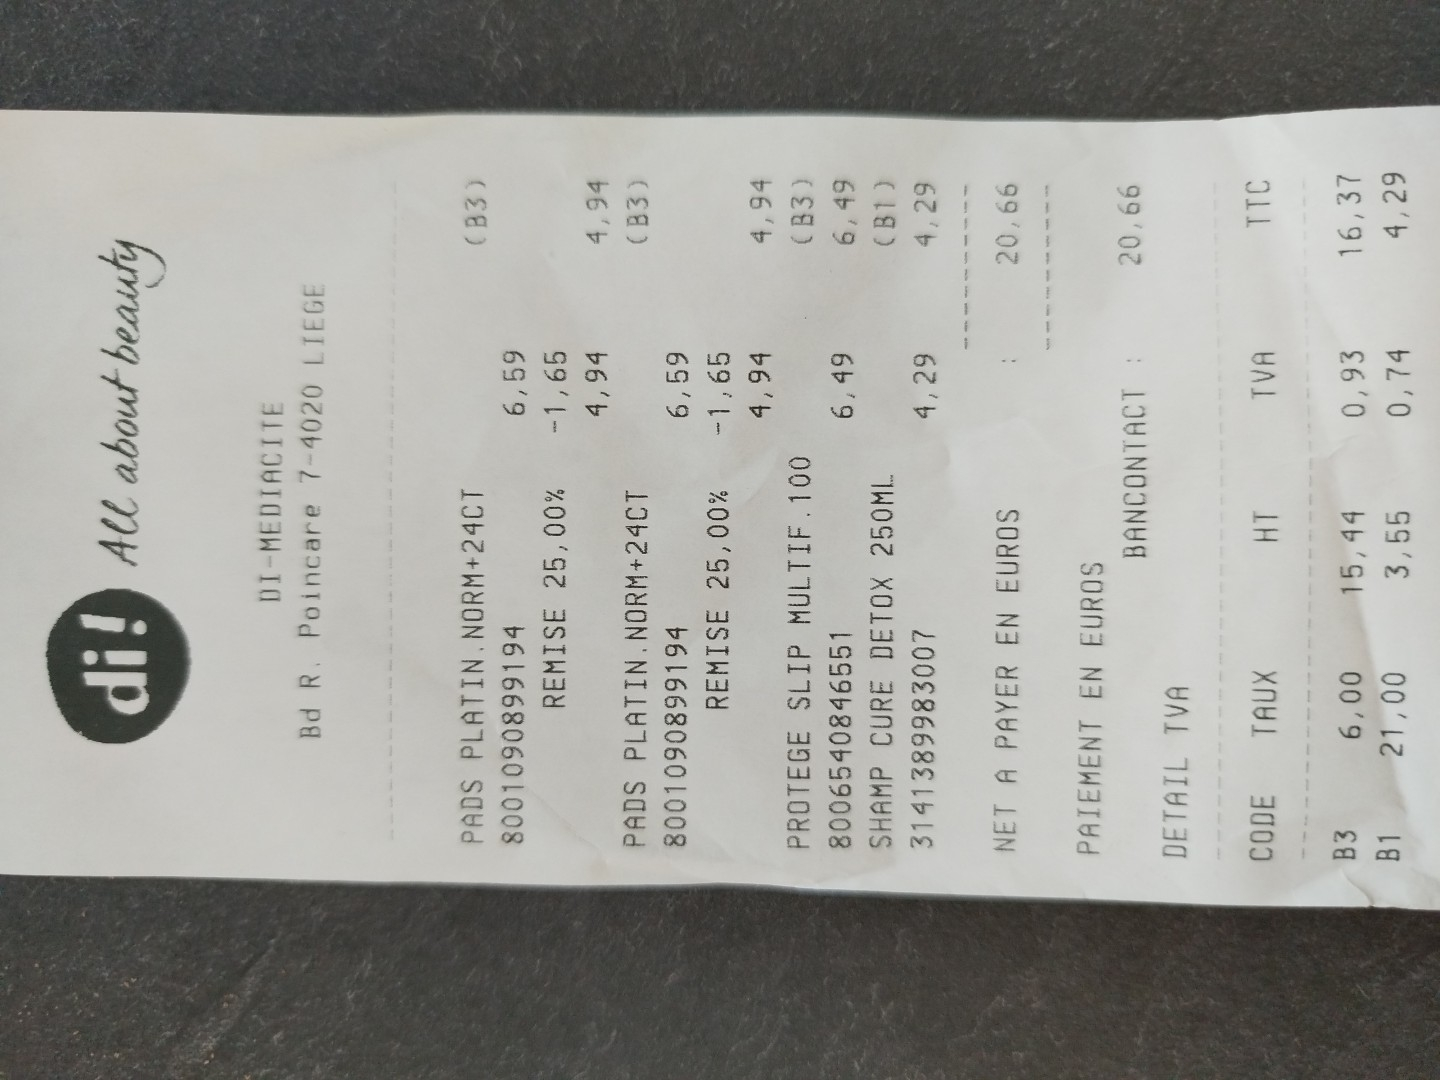 di! All about beauty
DI-MEDIACITE
Bd R. Poincare 7-4020 LIEGE
PADS PLATIN.NORM+24CT (B3)
8001090899194 6,59
REMISE 25,00% -1,65
4,94 4,94
PADS PLATIN.NORM+24CT (B3)
8001090899194 6,59
REMISE 25,00% -1,65
4,94 4,94
PROTEGE SLIP MULTIF.100 (B3)
8006540846551 6,49 6,49
SHAMP CURE DETOX 250ML (B1)
3141389983007 4,29 4,29
NET A PAYER EN EUROS : 20,66
PAIEMENT EN EUROS
BANCONTACT : 20,66
DETAIL TVA
CODE TAUX HT TVA TTC
B3 6,00 15,44 0,93 16,37
B1 21,00 3,55 0,74 4,29